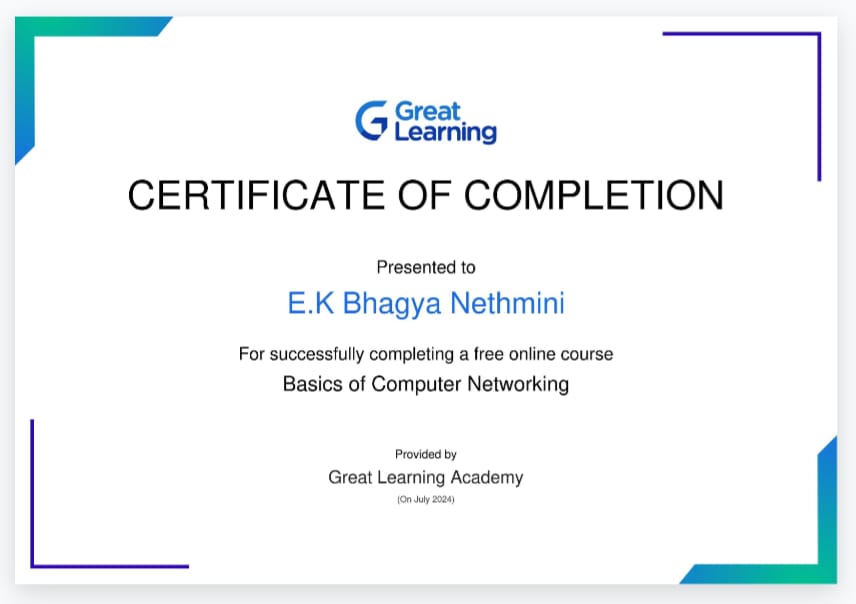 Great
Learning
CERTIFICATE OF COMPLETION
Presented to
E.K Bhagya Nethmini
For successfully completing a free online course
Basics of Computer Networking
Provided by
Great Learning Academy
(On July 2024)